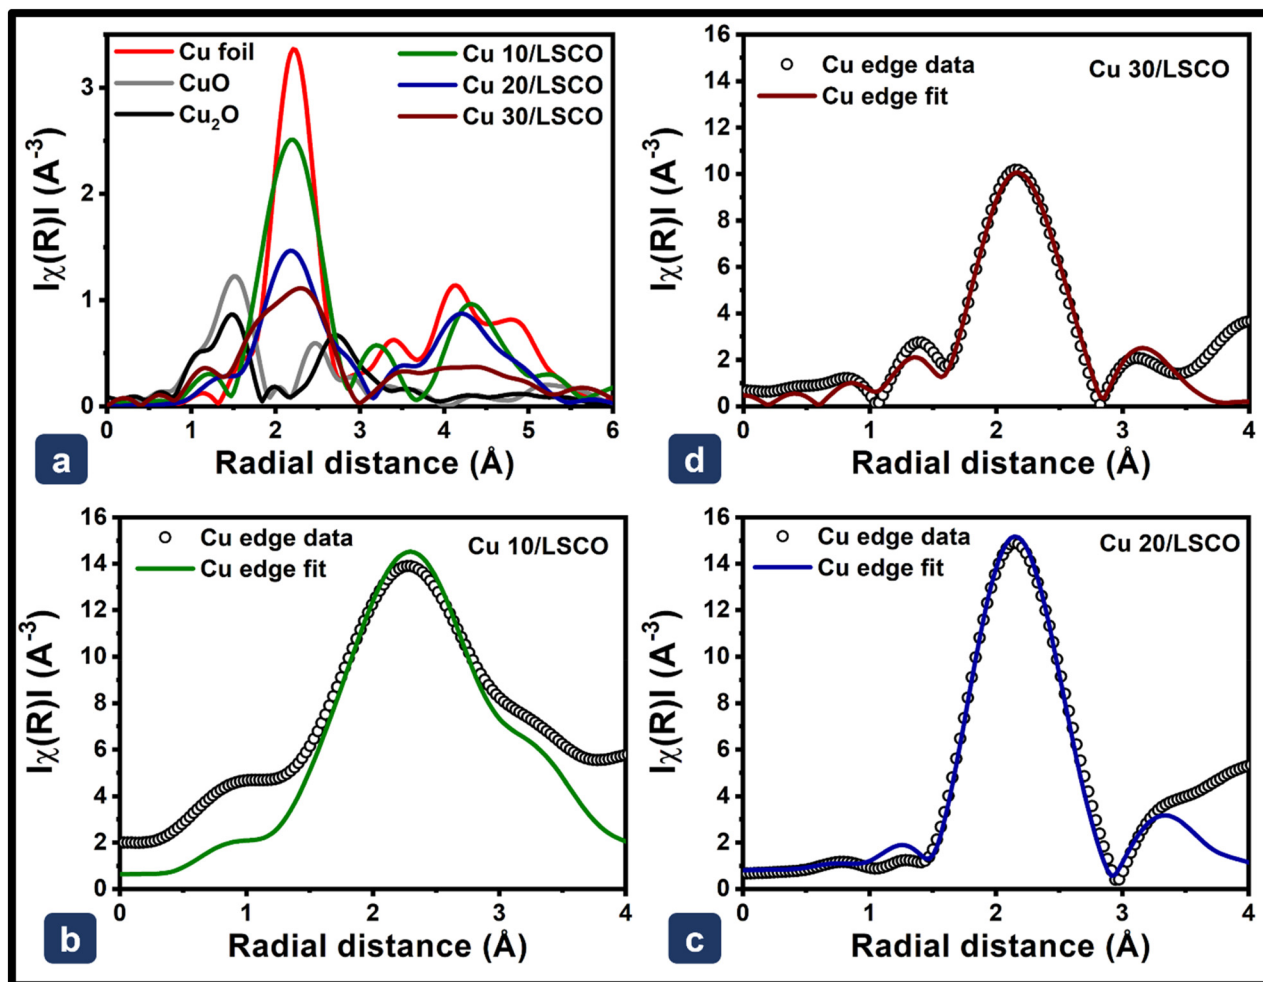 Cu foil
CuO
Cu₂O
Cu 10/LSCO
Cu 20/LSCO
Cu 30/LSCO
3
2
1
0
0 1 2 3 4 5 6
Iχ(R)I (A⁻³)
Radial distance (Å)
a
Cu edge data
Cu edge fit
Cu 30/LSCO
16
14
12
10
8
6
4
2
0
0 1 2 3 4
Iχ(R)I (A⁻³)
Radial distance (Å)
d
Cu edge data
Cu edge fit
Cu 10/LSCO
16
14
12
10
8
6
4
2
0
0 1 2 3 4
Iχ(R)I (A⁻³)
Radial distance (Å)
b
Cu edge data
Cu edge fit
Cu 20/LSCO
16
14
12
10
8
6
4
2
0
0 1 2 3 4
Iχ(R)I (A⁻³)
Radial distance (Å)
c